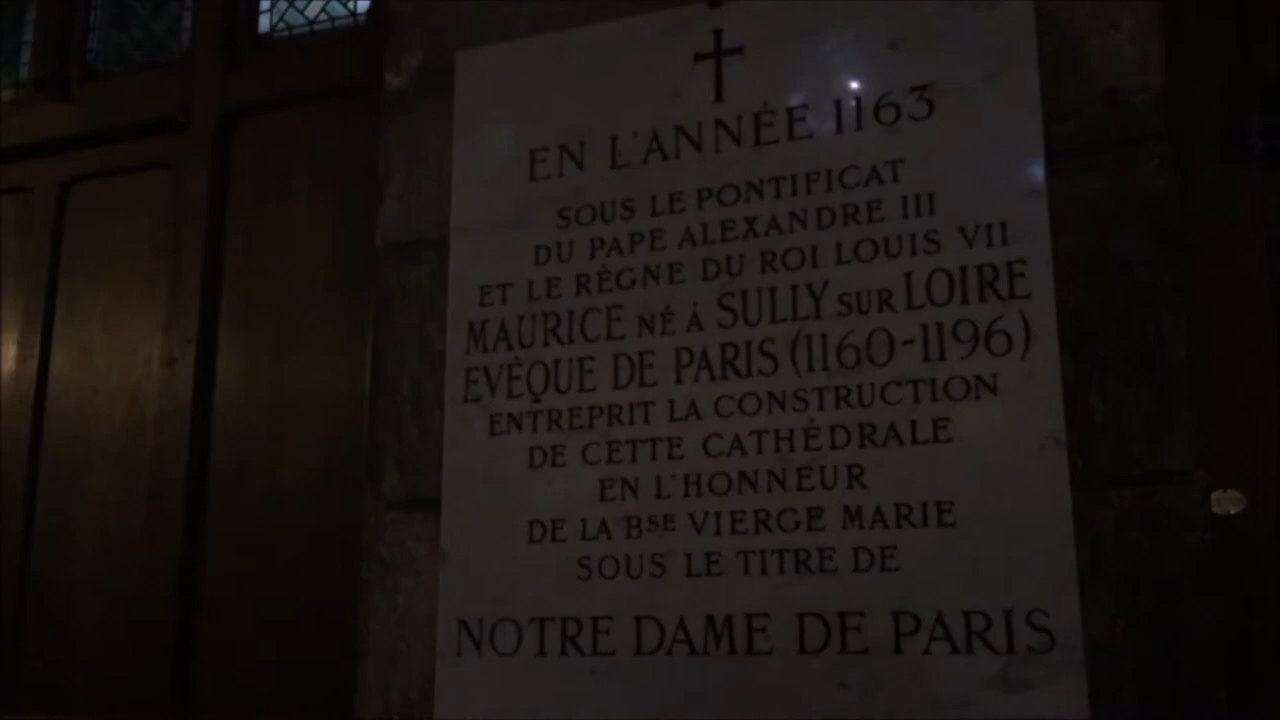 EN L'ANNÉE 1163
SOUS LE PONTIFICAT
DU PAPE ALEXANDRE III
ET LE RÈGNE DU ROI LOUIS VII
MAURICE NÉ À SULLY SUR LOIRE
EVÊQUE DE PARIS (1160-1196)
ENTREPRIT LA CONSTRUCTION
DE CETTE CATHÉDRALE
EN L'HONNEUR
DE LA BSE VIERGE MARIE
SOUS LE TITRE DE
NOTRE DAME DE PARIS